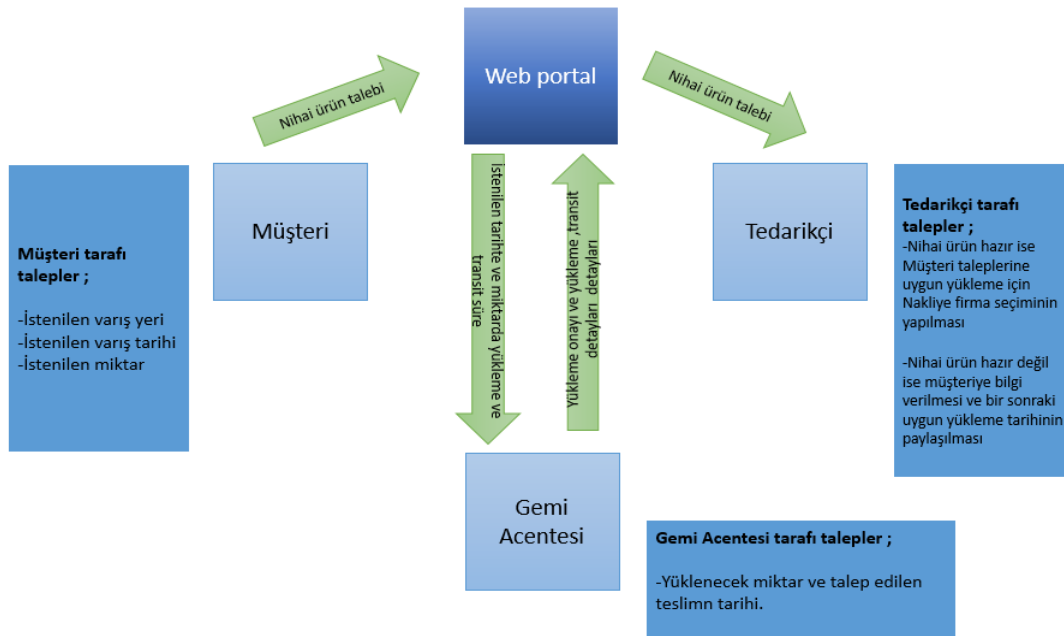 Web portal
Nihai ürün talebi
Nihai ürün talebi
Müşteri
Tedarikçi
Müşteri tarafı
talepler ;
-İstenilen varış yeri
-İstenilen varış tarihi
-İstenilen miktar
İstenilen tarihte ve miktarda yükleme ve
transit süre
Yükleme onayı ve yükleme ,transit
detayları  detayları
Tedarikçi tarafı
talepler ;
-Nihai ürün hazır ise
Müşteri taleplerine
uygun yükleme için
Nakliye firma seçiminin
yapılması
-Nihai ürün hazır değil
ise müşteriye bilgi
verilmesi ve bir sonraki
uygun yükleme tarihinin
paylaşılması
Gemi
Acentesi
Gemi Acentesi tarafı talepler ;
-Yüklenecek miktar ve talep edilen
teslimn tarihi.